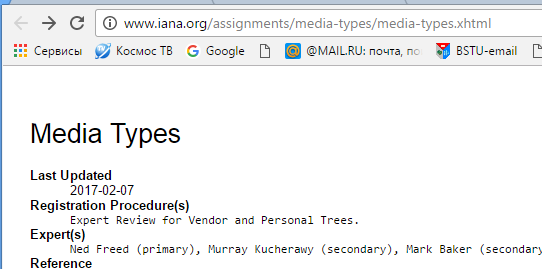 www.iana.org/assignments/media-types/media-types.xhtml
Сервисы Космос ТВ Google @MAIL.RU: почта, по BSTU-email
Media Types
Last Updated
2017-02-07
Registration Procedure(s)
Expert Review for Vendor and Personal Trees.
Expert(s)
Ned Freed (primary), Murray Kucherawy (secondary), Mark Baker (secondary
Reference